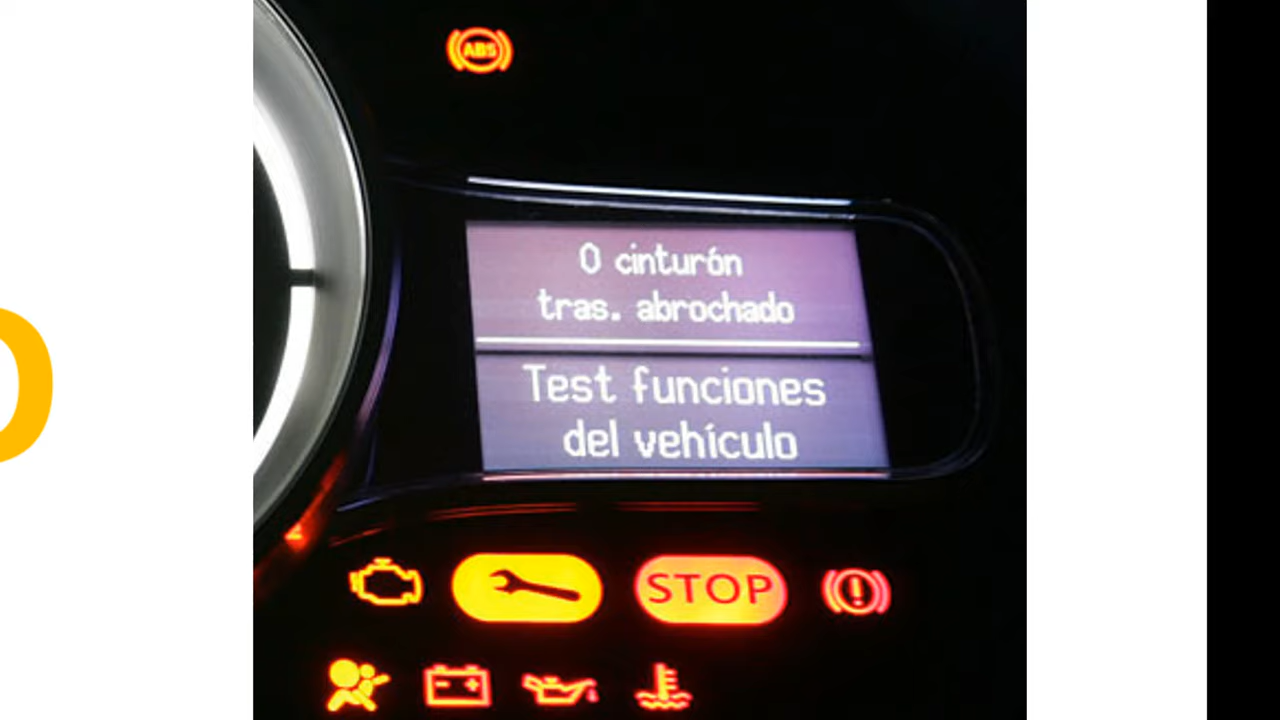 ABS
0 cinturón
tras. abrochado
Test funciones
del vehículo
STOP